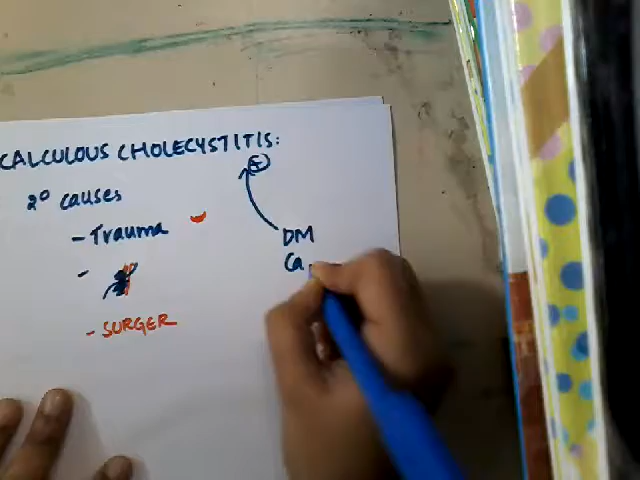 CALCULOUS CHOLECYSTITIS:
2° causes
- Trauma
DM
Ca
-
- SURGER